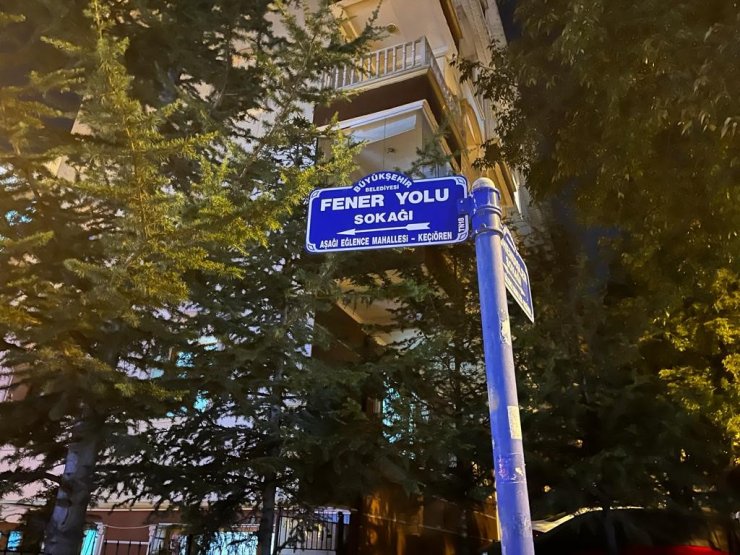 BÜYÜKŞEHİR
BELEDİYESİ
FENER YOLU
SOKAĞI
AŞAĞI EĞLENCE MAHALLESİ - KEÇİÖREN